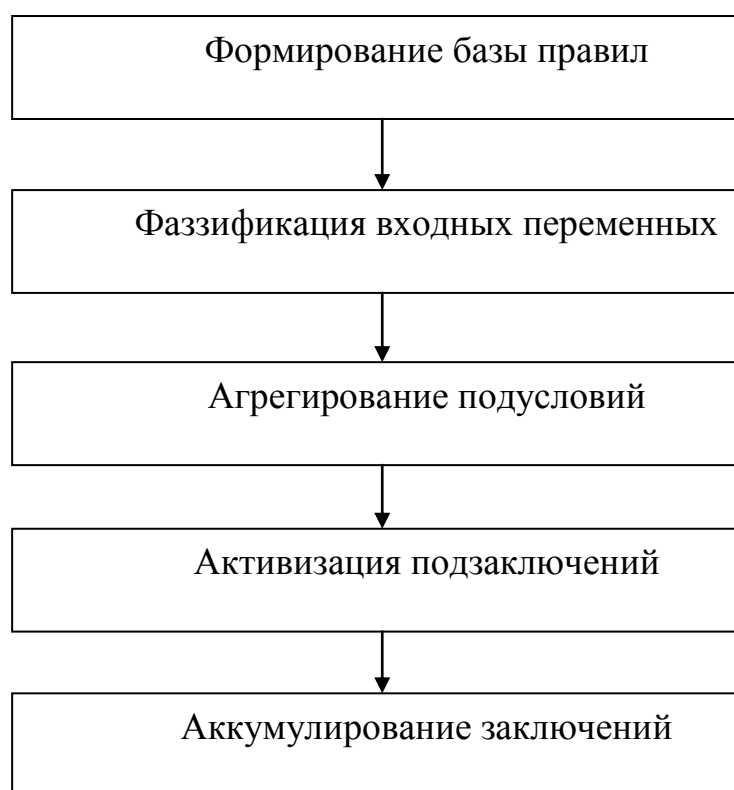 Формирование базы правил
Фаззификация входных переменных
Агрегирование подусловий
Активизация подзаключений
Аккумулирование заключений